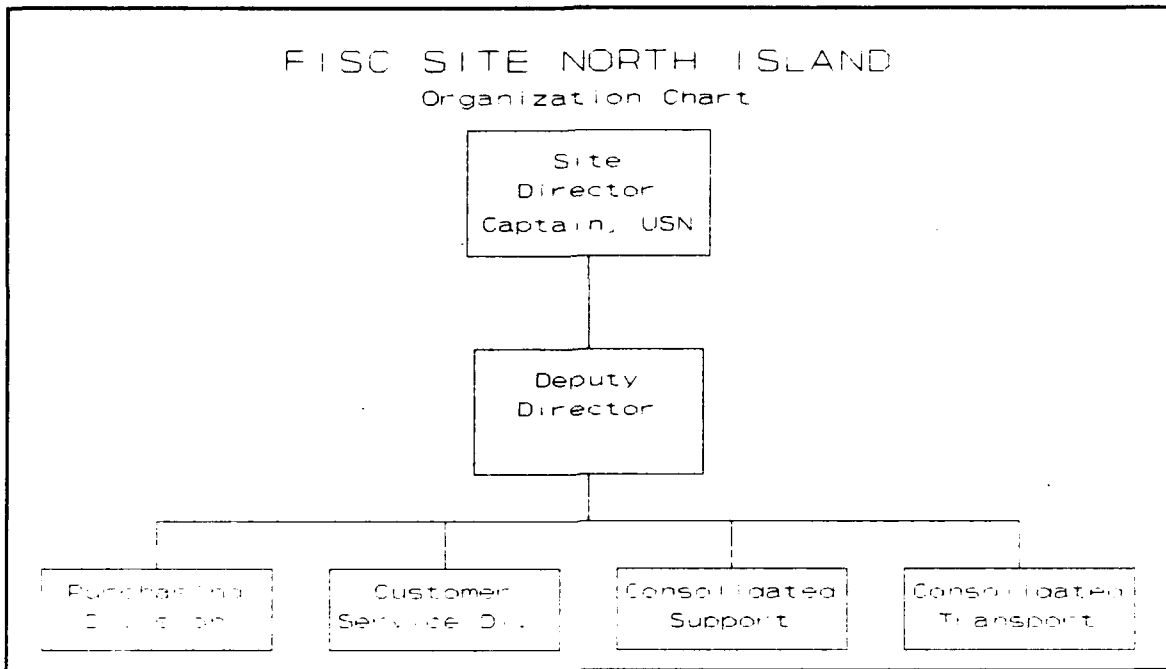 FISC SITE NORTH ISLAND
Organization Chart
Site
Director
Captain, USN
Deputy
Director
Purchasing
Division
Customer
Service Div.
Consolidated
Support
Consolidated
Transport